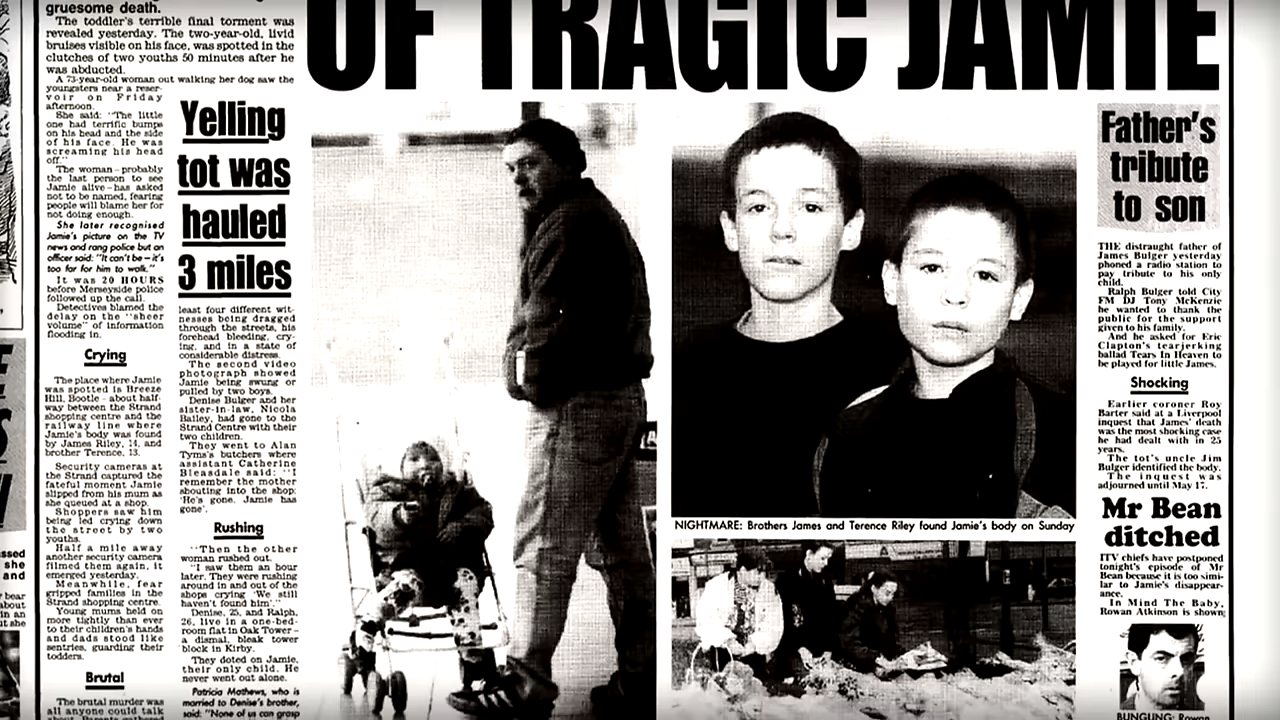 OF TRAGIC JAMIE
gruesome death.
The toddler's terrible final torment was
revealed yesterday. The two-year-old, livid
bruises visible on his face, was spotted in the
clutches of two youths 50 minutes after he
was abducted.
A 73-year-old woman out walking her dog saw the
youngsters near a reser-
voir on Friday
afternoon.
She said: "The little
one had terrific bumps
on his head and the side
of his face. He was
screaming his head
off."
The woman - probably
the last person to see
Jamie alive - has asked
not to be named, fearing
people will blame her for
not doing enough.
She later recognised
Jamie's picture on the TV
news and rang police but an
officer said: "It can't be - it's
too far for him to walk."
It was 20 HOURS
before Merseyside police
followed up the call.
Detectives blamed the
delay on the "sheer
volume" of information
flooding in.
Crying
The place where Jamie
was spotted is Breeze
Hill, Bootle - about half-
way between the Strand
shopping centre and the
railway line where
Jamie's body was found
by James Riley, 14, and
brother Terence, 13.
Security cameras at
the Strand captured the
fateful moment Jamie
slipped from his mum as
she queued at a shop.
Shoppers saw him
being led crying down
the street by two
youths.
Half a mile away
another security camera
filmed them again, it
emerged yesterday.
Meanwhile, fear
gripped families in the
Strand shopping centre.
Young mums held on
more tightly than ever
to their children's hands
and dads stood like
sentries, guarding their
toddlers.
Brutal
The brutal murder was
all anyone could talk
Yelling
tot was
hauled
3 miles
least four different wit-
nesses being dragged
through the streets, his
forehead bleeding, cry-
ing, and in a state of
considerable distress.
The second video
photograph showed
Jamie being swung or
pulled by two boys.
Denise Bulger and her
sister-in-law, Nicola
Bailey, had gone to the
Strand Centre with their
two children.
They went to Alan
Tyms's butchers where
assistant Catherine
Bleasdale said: "I
remember the mother
shouting into the shop:
'He's gone. Jamie has
gone'.
Rushing
"Then the other
woman rushed out.
"I saw them an hour
later. They were rushing
around in and out of the
shops crying 'We still
haven't found him'."
Denise, 25, and Ralph,
26, live in a one-bed-
room flat in Oak Tower -
a dismal, bleak tower
block in Kirby.
They doted on Jamie,
their only child. He
never went out alone.
Patricia Mathews, who is
married to Denise's brother,
said: "None of us can grasp
NIGHTMARE: Brothers James and Terence Riley found Jamie's body on Sunday
Father's
tribute
to son
THE distraught father of
James Bulger yesterday
phoned a radio station to
pay tribute to his only
child.
Ralph Bulger told City
FM DJ Tony McKenzie
he wanted to thank the
public for the support
given to his family.
And he asked for Eric
Clapton's tearjerking
ballad Tears In Heaven to
be played for little James.
Shocking
Earlier coroner Roy
Barter said at a Liverpool
inquest that James' death
was the most shocking case
he had dealt with in 25
years.
The tot's uncle Jim
Bulger identified the body.
The inquest was
adjourned until May 17.
Mr Bean
ditched
ITV chiefs have postponed
tonight's episode of Mr
Bean because it is too simi-
lar to Jamie's disappear-
ance.
In Mind The Baby,
Rowan Atkinson is shown
BUNGLING: Rowan